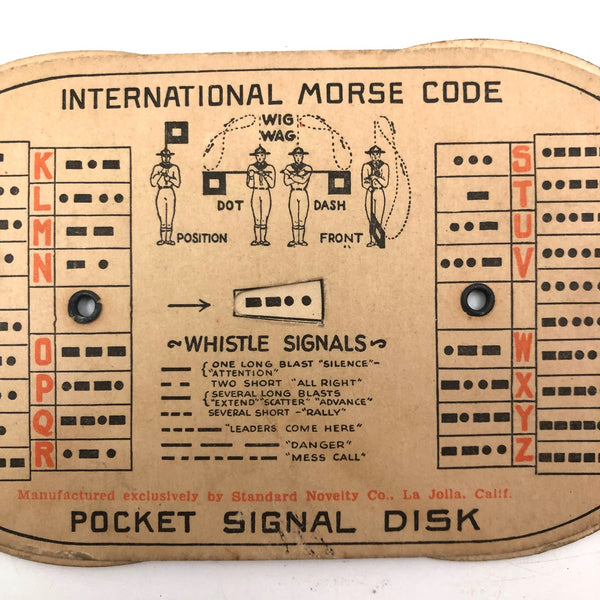 INTERNATIONAL MORSE CODE
WIG
WAG
DOT DASH
POSITION FRONT
K
L
M
N
O
P
Q
R
S
T
U
V
W
X
Y
Z
~WHISTLE SIGNALS~
ONE LONG BLAST "SILENCE"-
"ATTENTION"
TWO SHORT "ALL RIGHT"
SEVERAL LONG BLASTS
"EXTEND" "SCATTER" "ADVANCE"
SEVERAL SHORT -"RALLY"
"LEADERS COME HERE"
"DANGER"
"MESS CALL"
Manufactured exclusively by Standard Novelty Co., La Jolla, Calif.
POCKET SIGNAL DISK